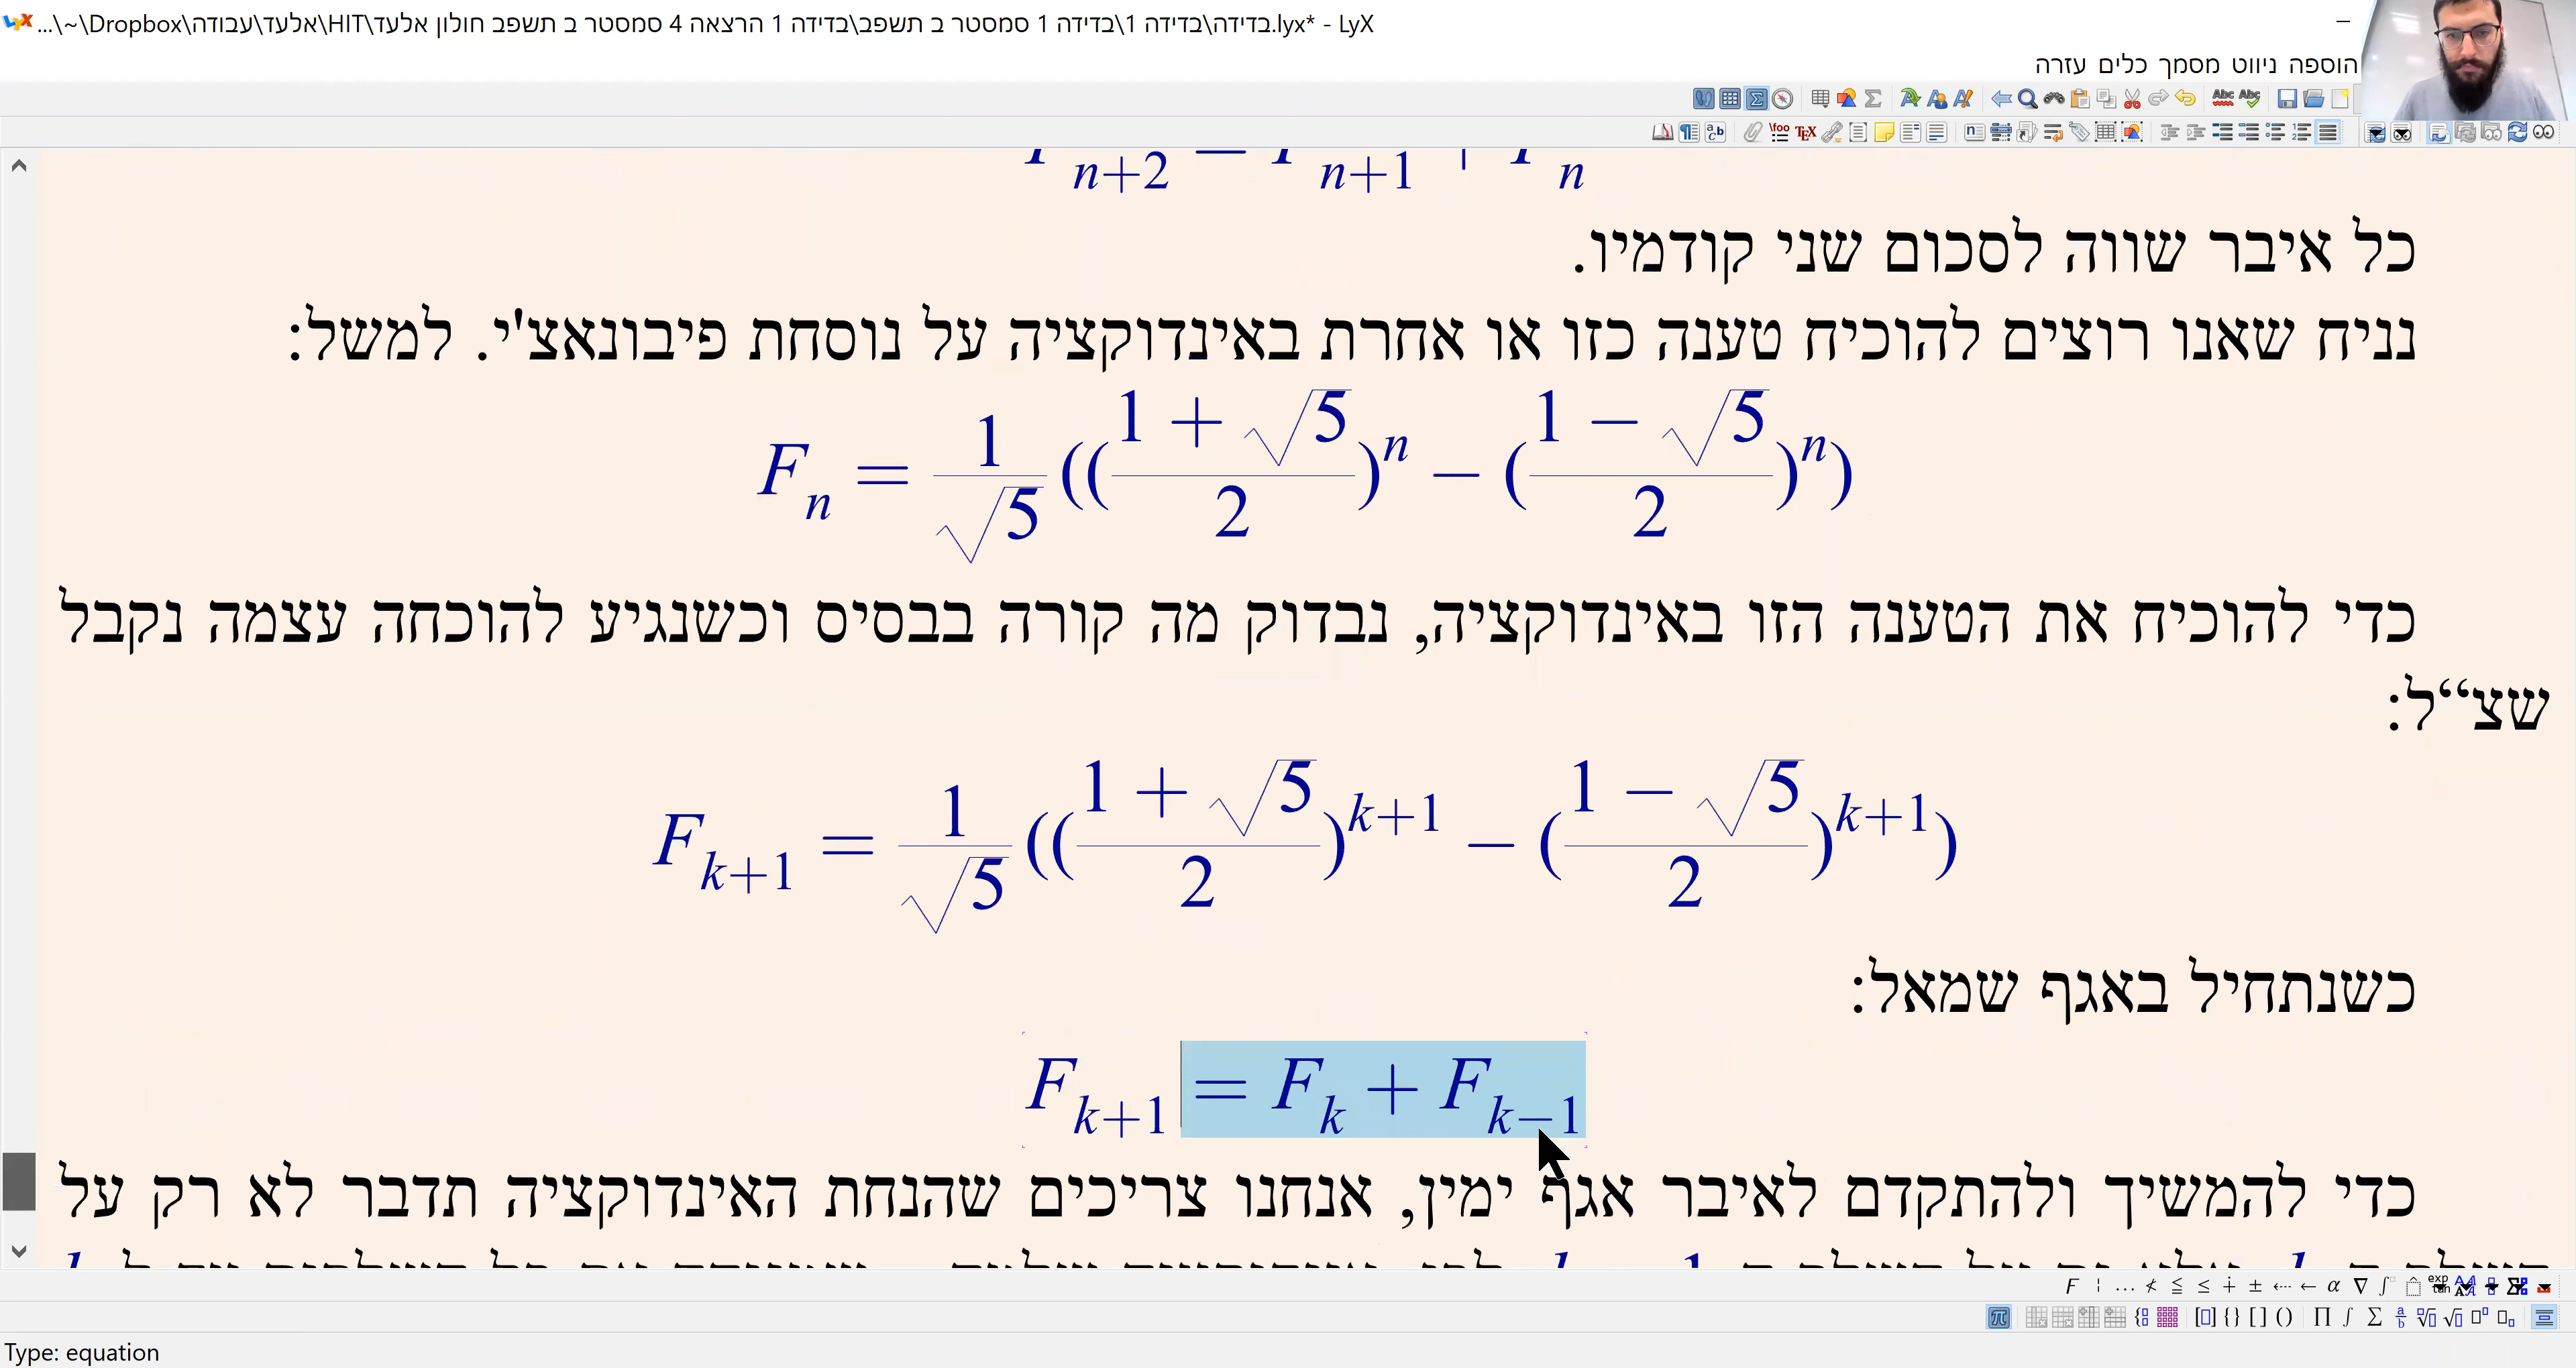 ...\~\Dropbox\אלעד\עבודה\HIT\בדידה\בדידה 1\בדידה 1 סמסטר ב תשפב\בדידה 1 הרצאה 4 סמסטר ב תשפב חולון אלעד.lyx* - LyX
הוספה ניווט מסמך כלים עזרה
F_{n+2} = F_{n+1} + F_n
כל איבר שווה לסכום שני קודמיו.
נניח שאנו רוצים להוכיח טענה כזו או אחרת באינדוקציה על נוסחת פיבונאצ'י. למשל:
F_n = \frac{1}{\sqrt{5}}((\frac{1+\sqrt{5}}{2})^n - (\frac{1-\sqrt{5}}{2})^n)
כדי להוכיח את הטענה הזו באינדוקציה, נבדוק מה קורה בבסיס וכשנגיע להוכחה עצמה נקבל
שצ“ל:
F_{k+1} = \frac{1}{\sqrt{5}}((\frac{1+\sqrt{5}}{2})^{k+1} - (\frac{1-\sqrt{5}}{2})^{k+1})
כשנתחיל באגף שמאל:
F_{k+1} = F_k + F_{k-1}
כדי להמשיך ולהתקדם לאיבר אגף ימין, אנחנו צריכים שהנחת האינדוקציה תדבר לא רק על
Type: equation